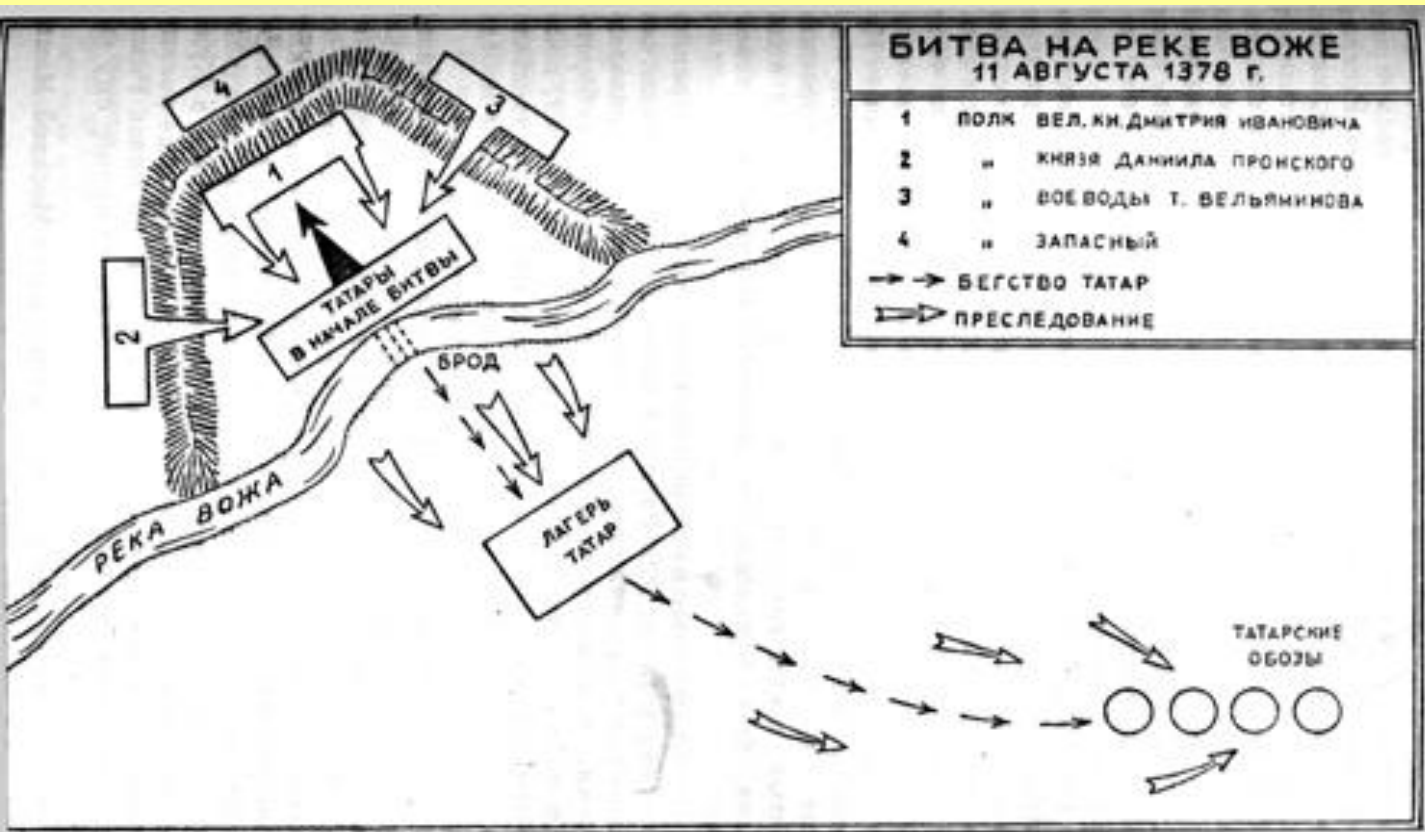 БИТВА НА РЕКЕ ВОЖЕ
11 АВГУСТА 1378 г.
1 ПОЛК ВЕЛ. КН. ДМИТРИЯ ИВАНОВИЧА
2 „ КНЯЗЯ ДАНИИЛА ПРОНСКОГО
3 „ ВОЕВОДЫ Т. ВЕЛЬЯМИНОВА
4 „ ЗАПАСНЫЙ
БЕГСТВО ТАТАР
ПРЕСЛЕДОВАНИЕ
4
3
1
2
ТАТАРЫ
В НАЧАЛЕ БИТВЫ
БРОД
РЕКА ВОЖА
ЛАГЕРЬ
ТАТАР
ТАТАРСКИЕ
ОБОЗЫ